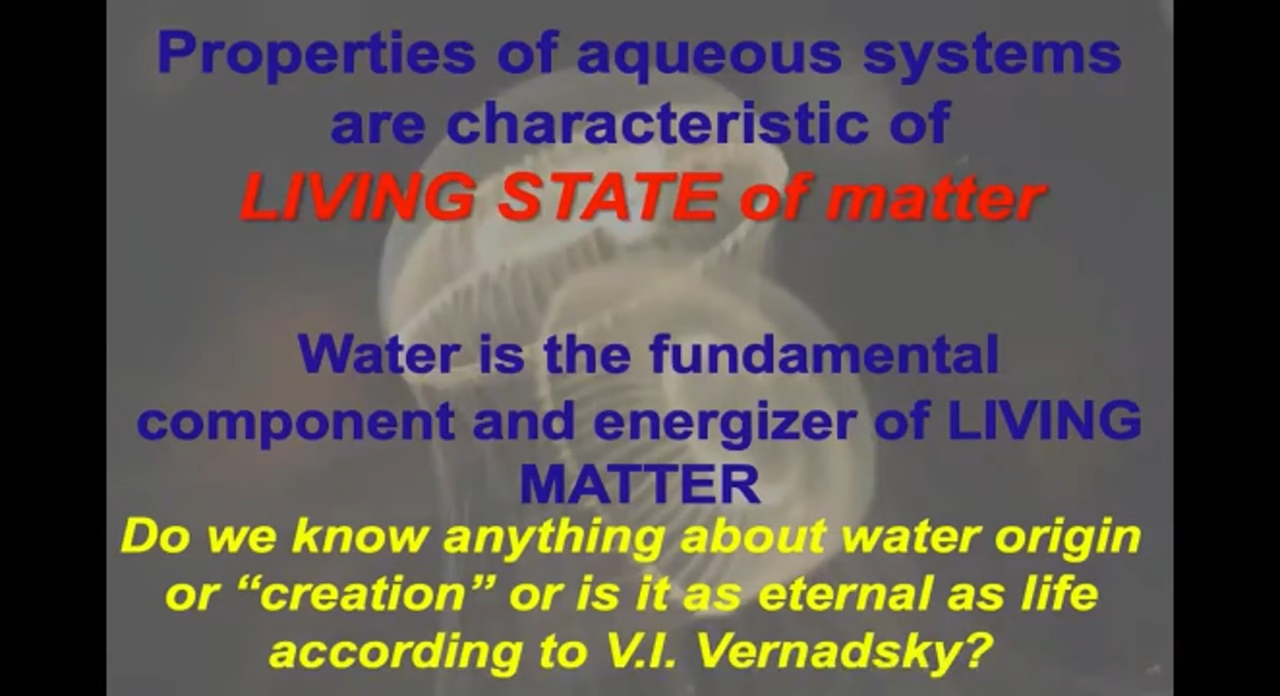 Properties of aqueous systems
are characteristic of
LIVING STATE of matter
Water is the fundamental
component and energizer of LIVING
MATTER
Do we know anything about water origin
or “creation” or is it as eternal as life
according to V.I. Vernadsky?